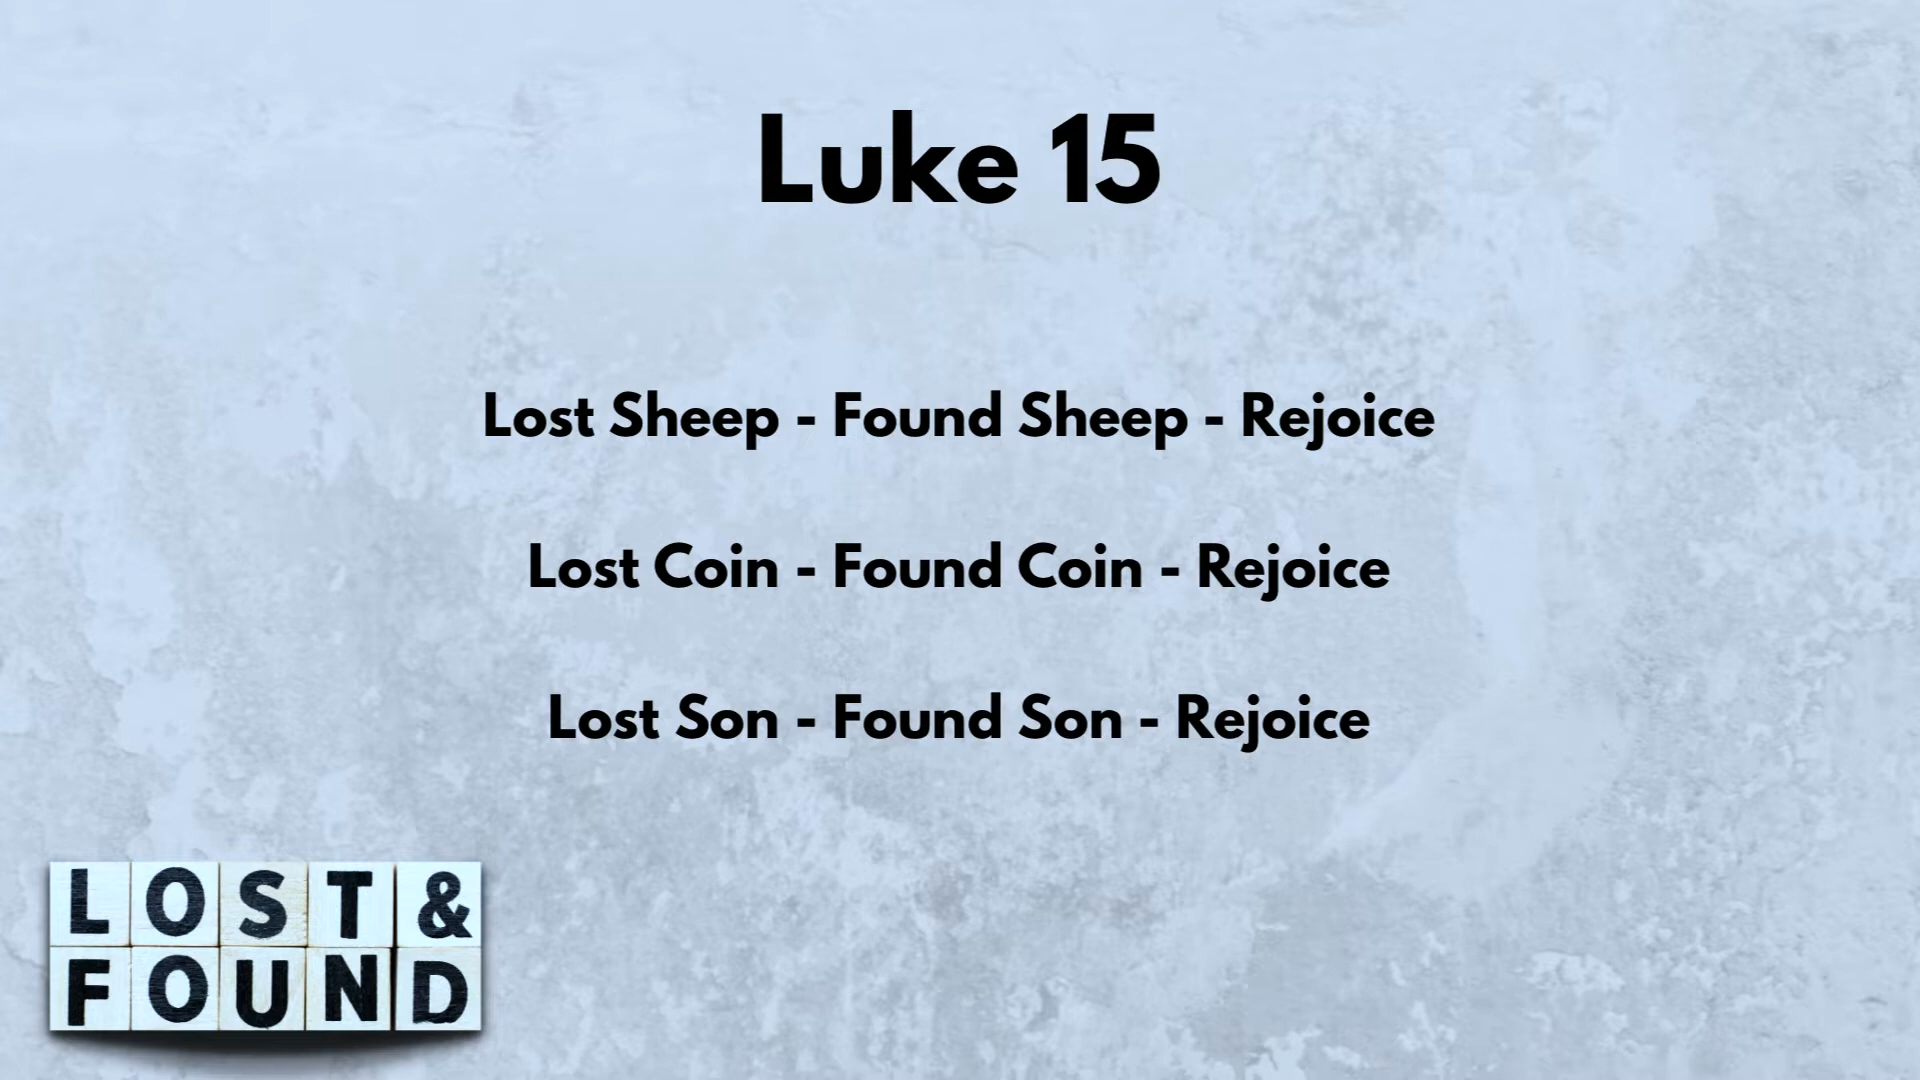 Luke 15
Lost Sheep - Found Sheep - Rejoice
Lost Coin - Found Coin - Rejoice
Lost Son - Found Son - Rejoice
LOST &
FOUND